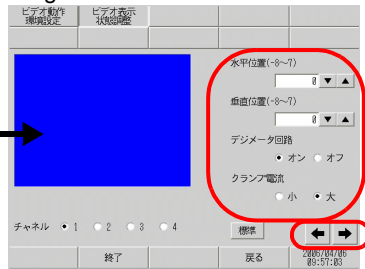 ビデオ動作
環境設定
ビデオ表示
状態調整
水平位置(-8~7)
0 ▼ ▲
垂直位置(-8~7)
0 ▼ ▲
デジメータ回路
オン オフ
クランプ電流
小 大
チャネル 1 2 3 4
標準
終了
戻る
2006/04/06
09:57:03